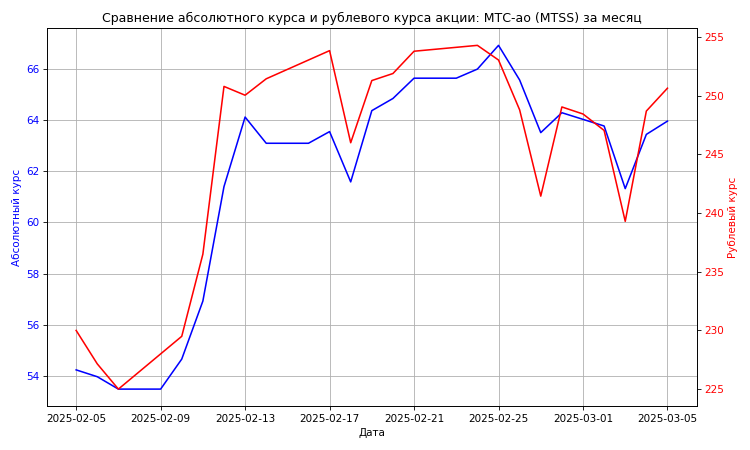 Сравнение абсолютного курса и рублевого курса акции: МТС-ао (MTSS) за месяц
Абсолютный курс
66
64
62
60
58
56
54
255
250
245
240
235
230
225
Рублевый курс
2025-02-05 2025-02-09 2025-02-13 2025-02-17 2025-02-21 2025-02-25 2025-03-01 2025-03-05
Дата